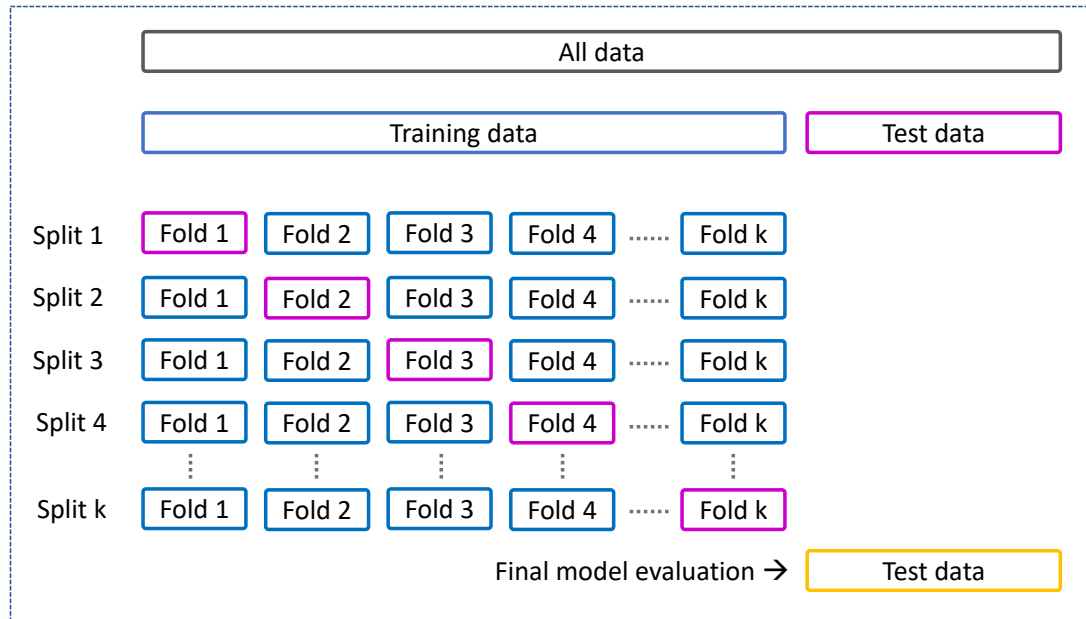 All data
Training data Test data
Split 1 Fold 1 Fold 2 Fold 3 Fold 4 ...... Fold k
Split 2 Fold 1 Fold 2 Fold 3 Fold 4 ...... Fold k
Split 3 Fold 1 Fold 2 Fold 3 Fold 4 ...... Fold k
Split 4 Fold 1 Fold 2 Fold 3 Fold 4 ...... Fold k
Split k Fold 1 Fold 2 Fold 3 Fold 4 ...... Fold k
Final model evaluation → Test data